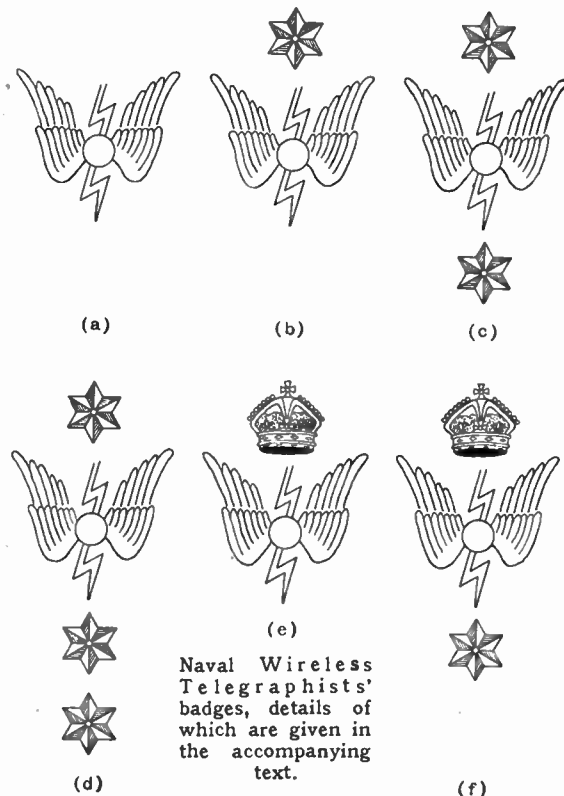 (a)
(b)
(c)
(e)
Naval Wireless
Telegraphists'
badges, details of
which are given in
the accompanying
text.
(d)
(f)